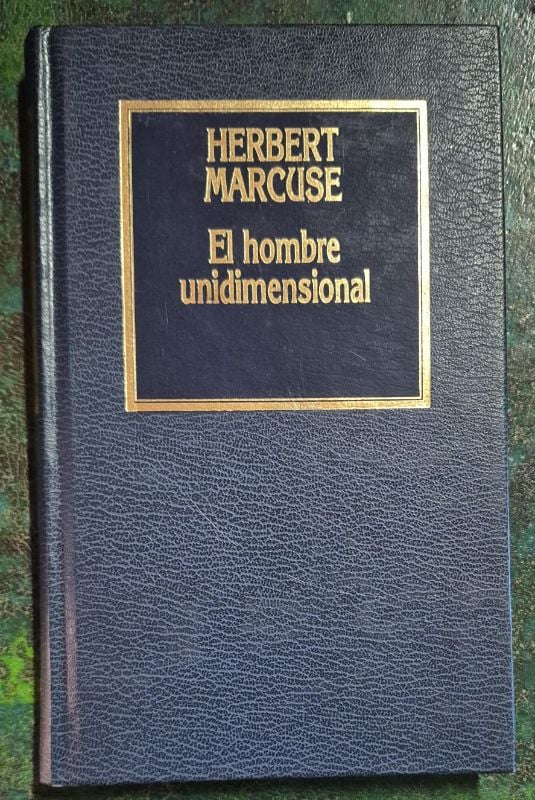 HERBERT
MARCUSE
El hombre
unidimensional